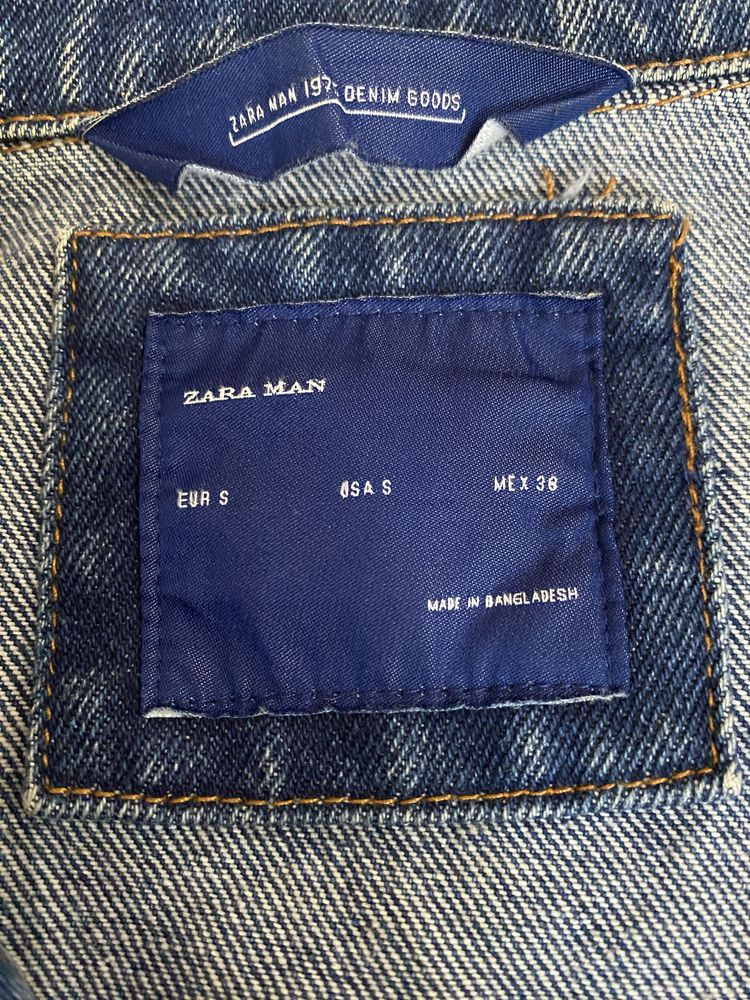 ZARA MAN 197 DENIM GOODS
ZARA MAN
EUR S USA S MEX 38
MADE IN BANGLADESH